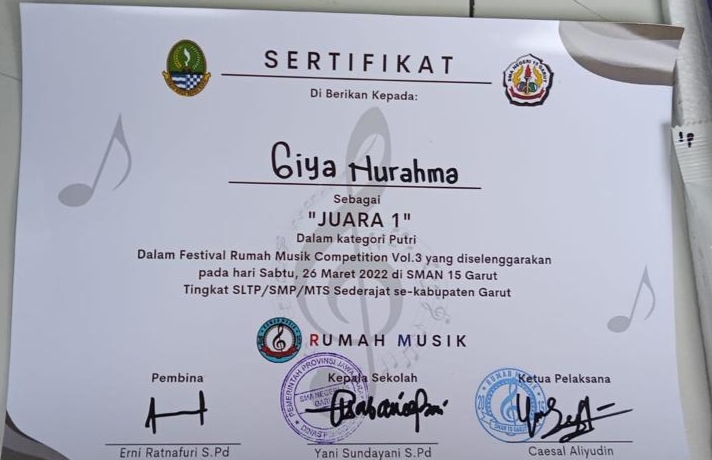 SERTIFIKAT
Di Berikan Kepada:
Giya Nurahma
Sebagai
"JUARA 1"
Dalam kategori Putri
Dalam Festival Rumah Musik Competition Vol.3 yang diselenggarakan
pada hari Sabtu, 26 Maret 2022 di SMAN 15 Garut
Tingkat SLTP/SMP/MTS Sederajat se-kabupaten Garut
RUMAH MUSIK
Pembina
Kepala Sekolah
Ketua Pelaksana
Erni Ratnafuri S.Pd
Yani Sundayani S.Pd
Caesal Aliyudin